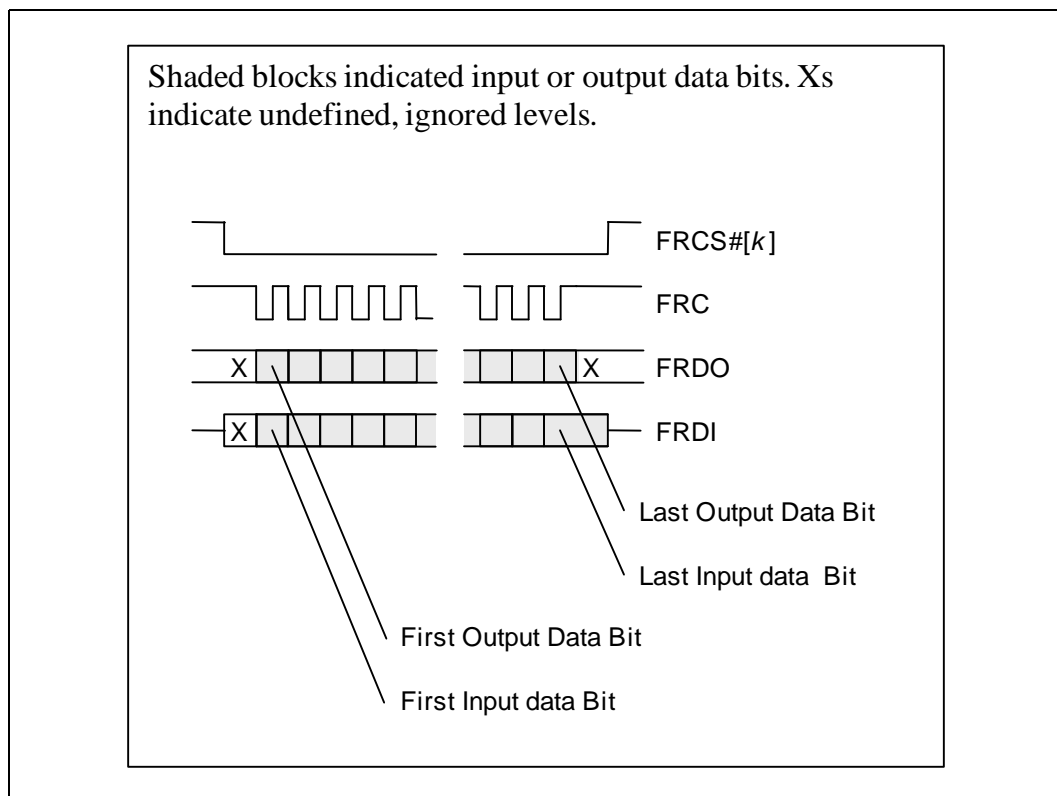 Shaded blocks indicated input or output data bits. Xs
indicate undefined, ignored levels.
FRCS#[k]
FRC
X X FRDO
X FRDI
Last Output Data Bit
Last Input data Bit
First Output Data Bit
First Input data Bit